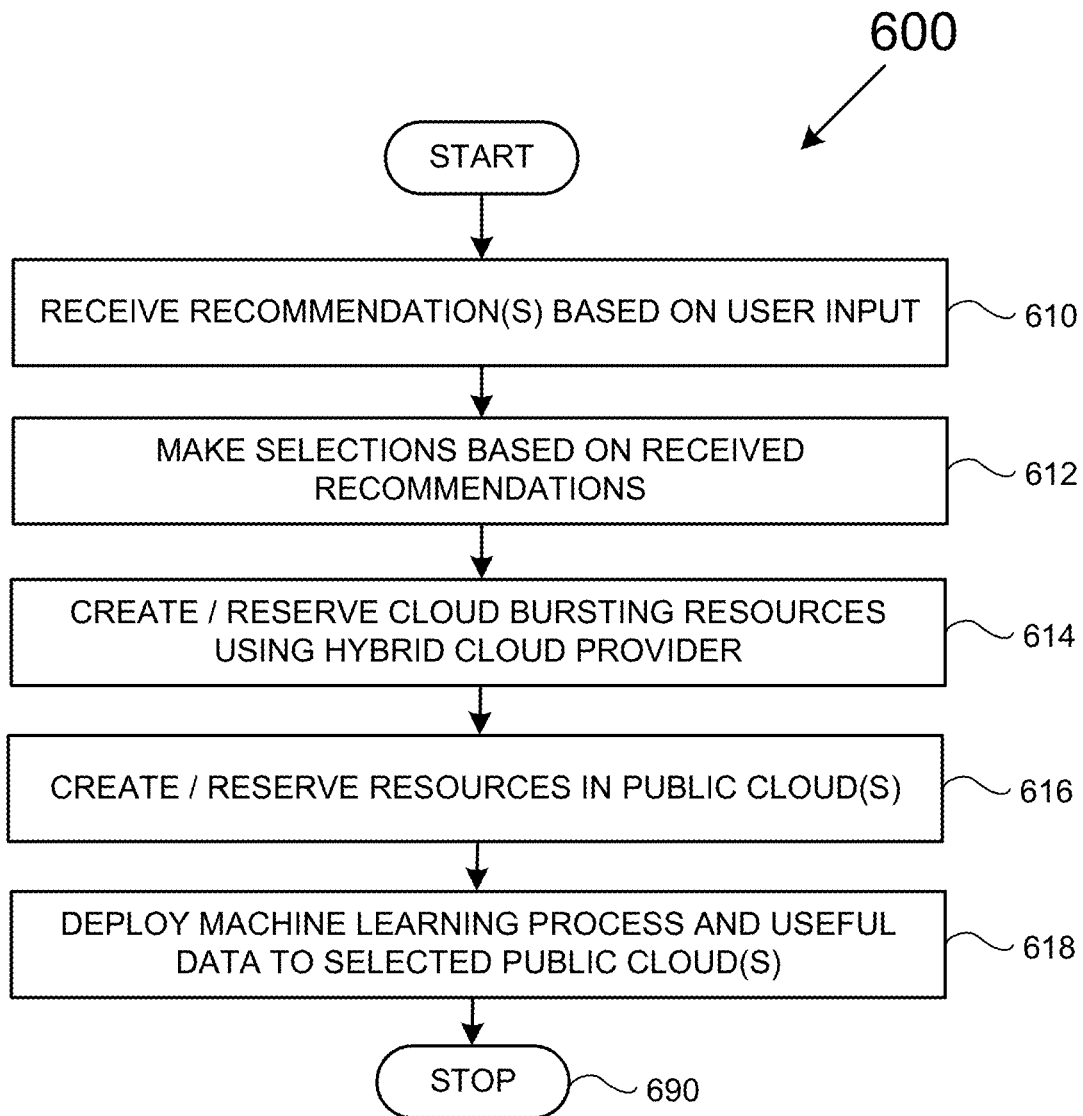 600
START
RECEIVE RECOMMENDATION(S) BASED ON USER INPUT
610
MAKE SELECTIONS BASED ON RECEIVED
RECOMMENDATIONS
612
CREATE / RESERVE CLOUD BURSTING RESOURCES
USING HYBRID CLOUD PROVIDER
614
CREATE / RESERVE RESOURCES IN PUBLIC CLOUD(S)
616
DEPLOY MACHINE LEARNING PROCESS AND USEFUL
DATA TO SELECTED PUBLIC CLOUD(S)
618
STOP
690